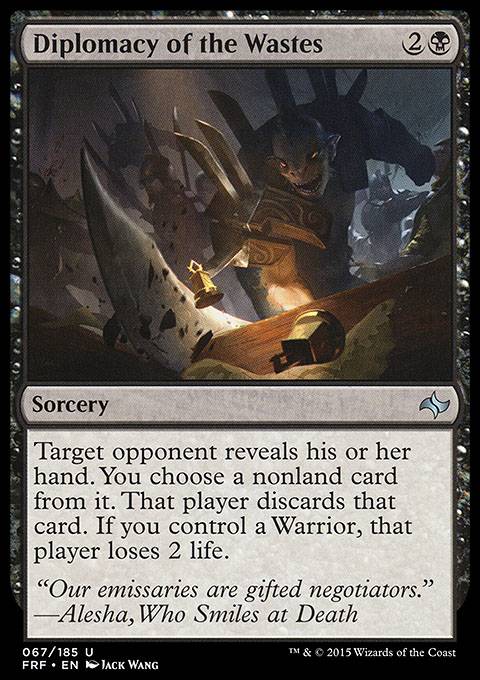 Diplomacy of the Wastes 2
Sorcery
Target opponent reveals his or her
hand. You choose a nonland card
from it. That player discards that
card. If you control a Warrior, that
player loses 2 life.
“Our emissaries are gifted negotiators.”
—Alesha, Who Smiles at Death
067/185 U
FRF • EN Jack Wang
™ & © 2015 Wizards of the Coast